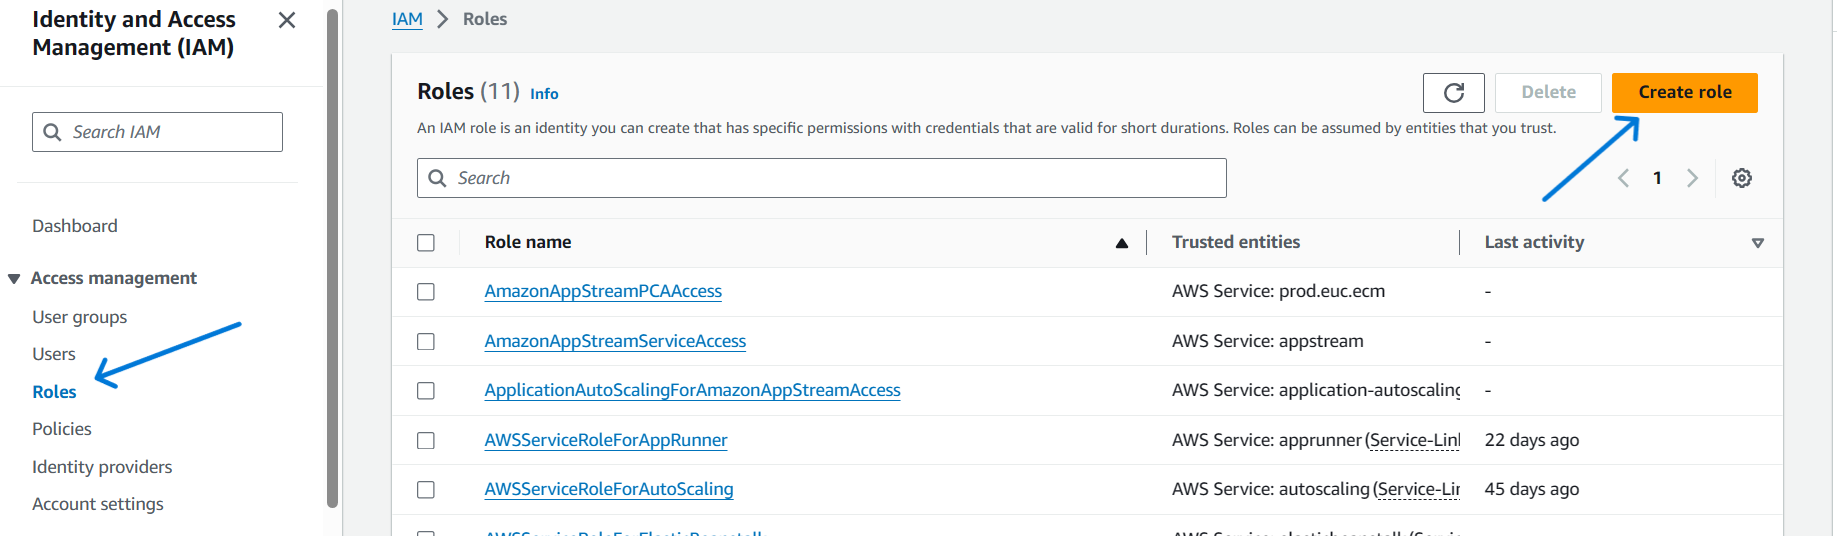 Identity and Access
Management (IAM)
Search IAM
Dashboard
Access management
User groups
Users
Roles
Policies
Identity providers
Account settings
IAM > Roles
Roles (11) Info
Delete
Create role
An IAM role is an identity you can create that has specific permissions with credentials that are valid for short durations. Roles can be assumed by entities that you trust.
Search
1
Role name Trusted entities Last activity
AmazonAppStreamPCAAccess AWS Service: prod.euc.ecm -
AmazonAppStreamServiceAccess AWS Service: appstream -
ApplicationAutoScalingForAmazonAppStreamAccess AWS Service: application-autoscaling -
AWSServiceRoleForAppRunner AWS Service: apprunner (Service-Lin 22 days ago
AWSServiceRoleForAutoScaling AWS Service: autoscaling (Service-Lin 45 days ago